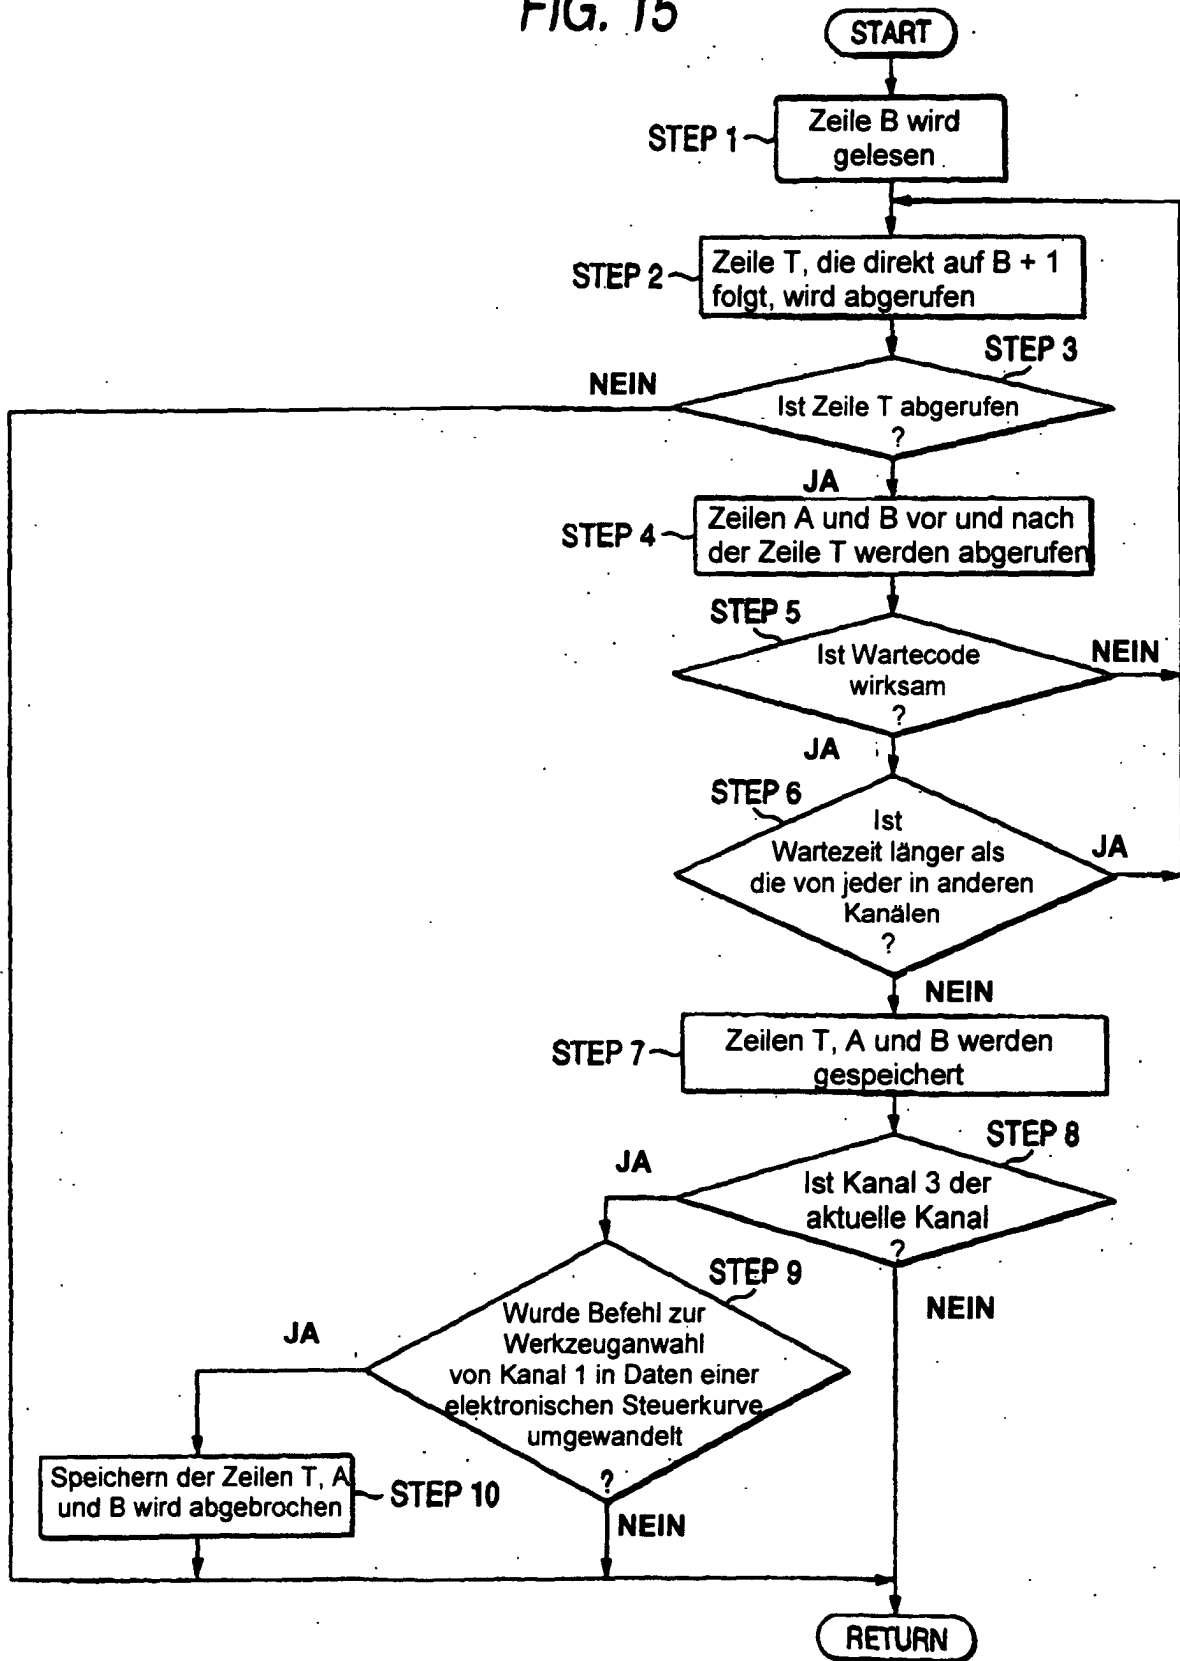 FIG. 15
START
STEP 1
Zeile B wird
gelesen
STEP 2
Zeile T, die direkt auf B + 1
folgt, wird abgerufen
STEP 3
NEIN
Ist Zeile T abgerufen
?
JA
STEP 4
Zeilen A und B vor und nach
der Zeile T werden abgerufen
STEP 5
Ist Wartecode
wirksam
?
NEIN
JA
STEP 6
Ist
Wartezeit länger als
die von jeder in anderen
Kanälen
?
JA
NEIN
STEP 7
Zeilen T, A und B werden
gespeichert
STEP 8
JA
Ist Kanal 3 der
aktuelle Kanal
?
NEIN
STEP 9
Wurde Befehl zur
Werkzeuganwahl
von Kanal 1 in Daten einer
elektronischen Steuerkurve
umgewandelt
?
JA
NEIN
Speichern der Zeilen T, A
und B wird abgebrochen
STEP 10
RETURN